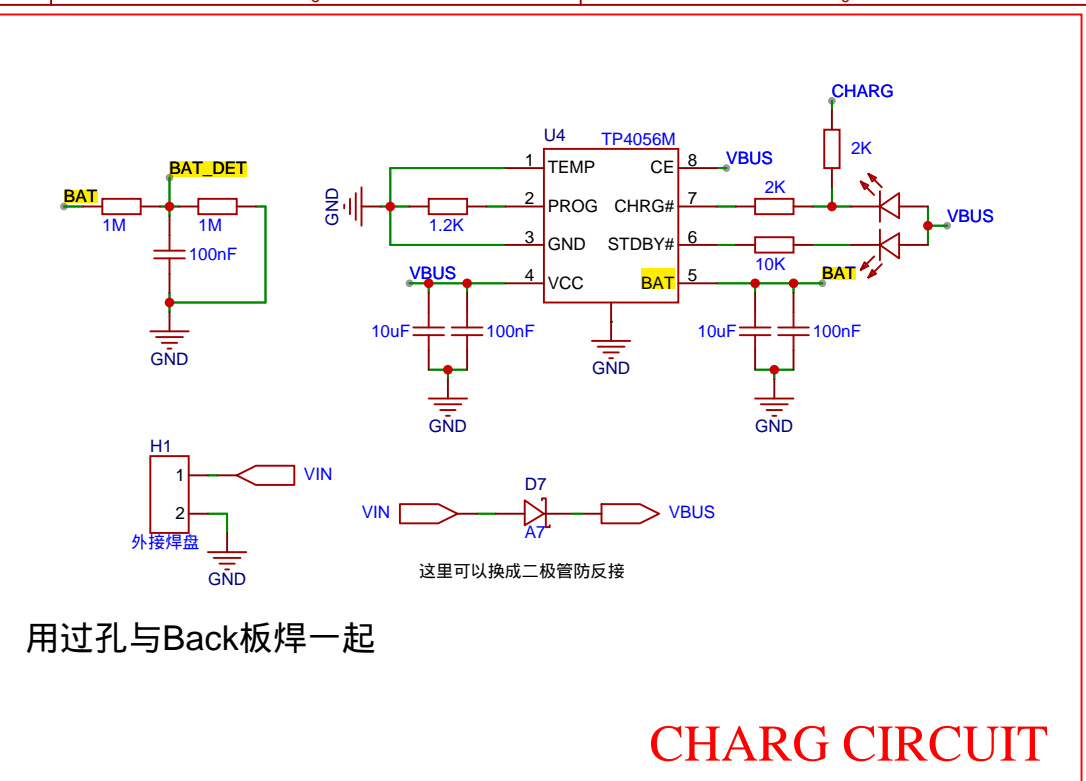 CHARG
U4 TP4056M
2K
1 TEMP CE 8 VBUS
BAT_DET
BAT
1M 1M
100nF
GND
GND
2 PROG CHRG# 7 2K
1.2K
VBUS
3 GND STDBY# 6
10K
VBUS
4 VCC BAT 5 BAT
10uF 100nF
10uF 100nF
GND
GND
GND
H1
1 VIN
2
外接焊盘
GND
D7
VIN VBUS
A7
这里可以换成二极管防反接
用过孔与Back板焊一起
CHARG CIRCUIT